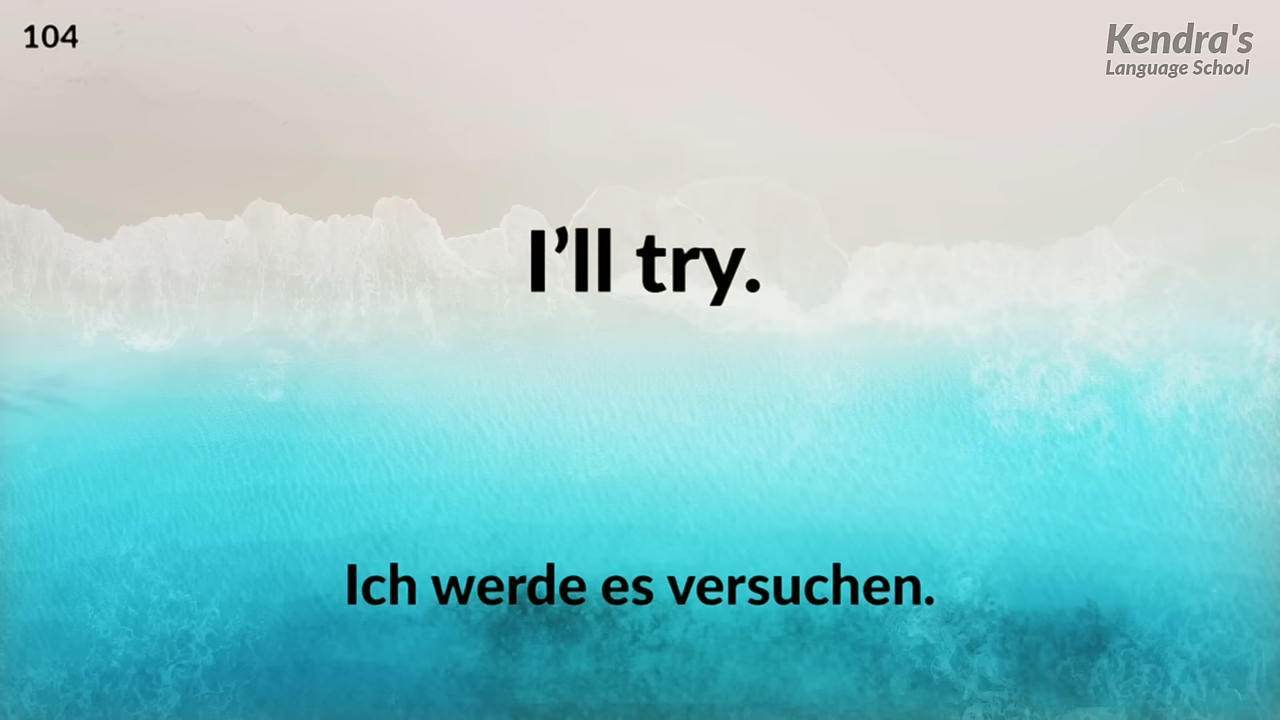 104
Kendra's
Language School
I’ll try.
Ich werde es versuchen.